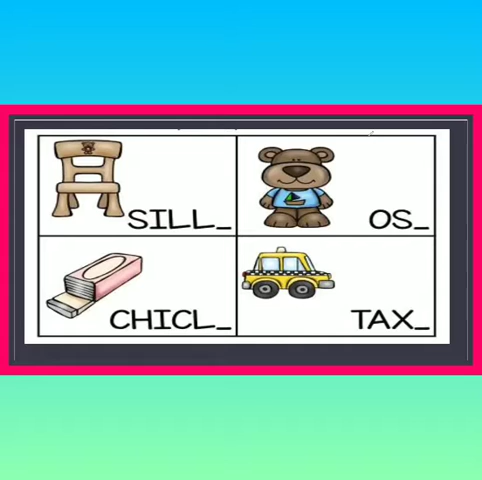 SILL_
OS_
CHICL_
TAX_